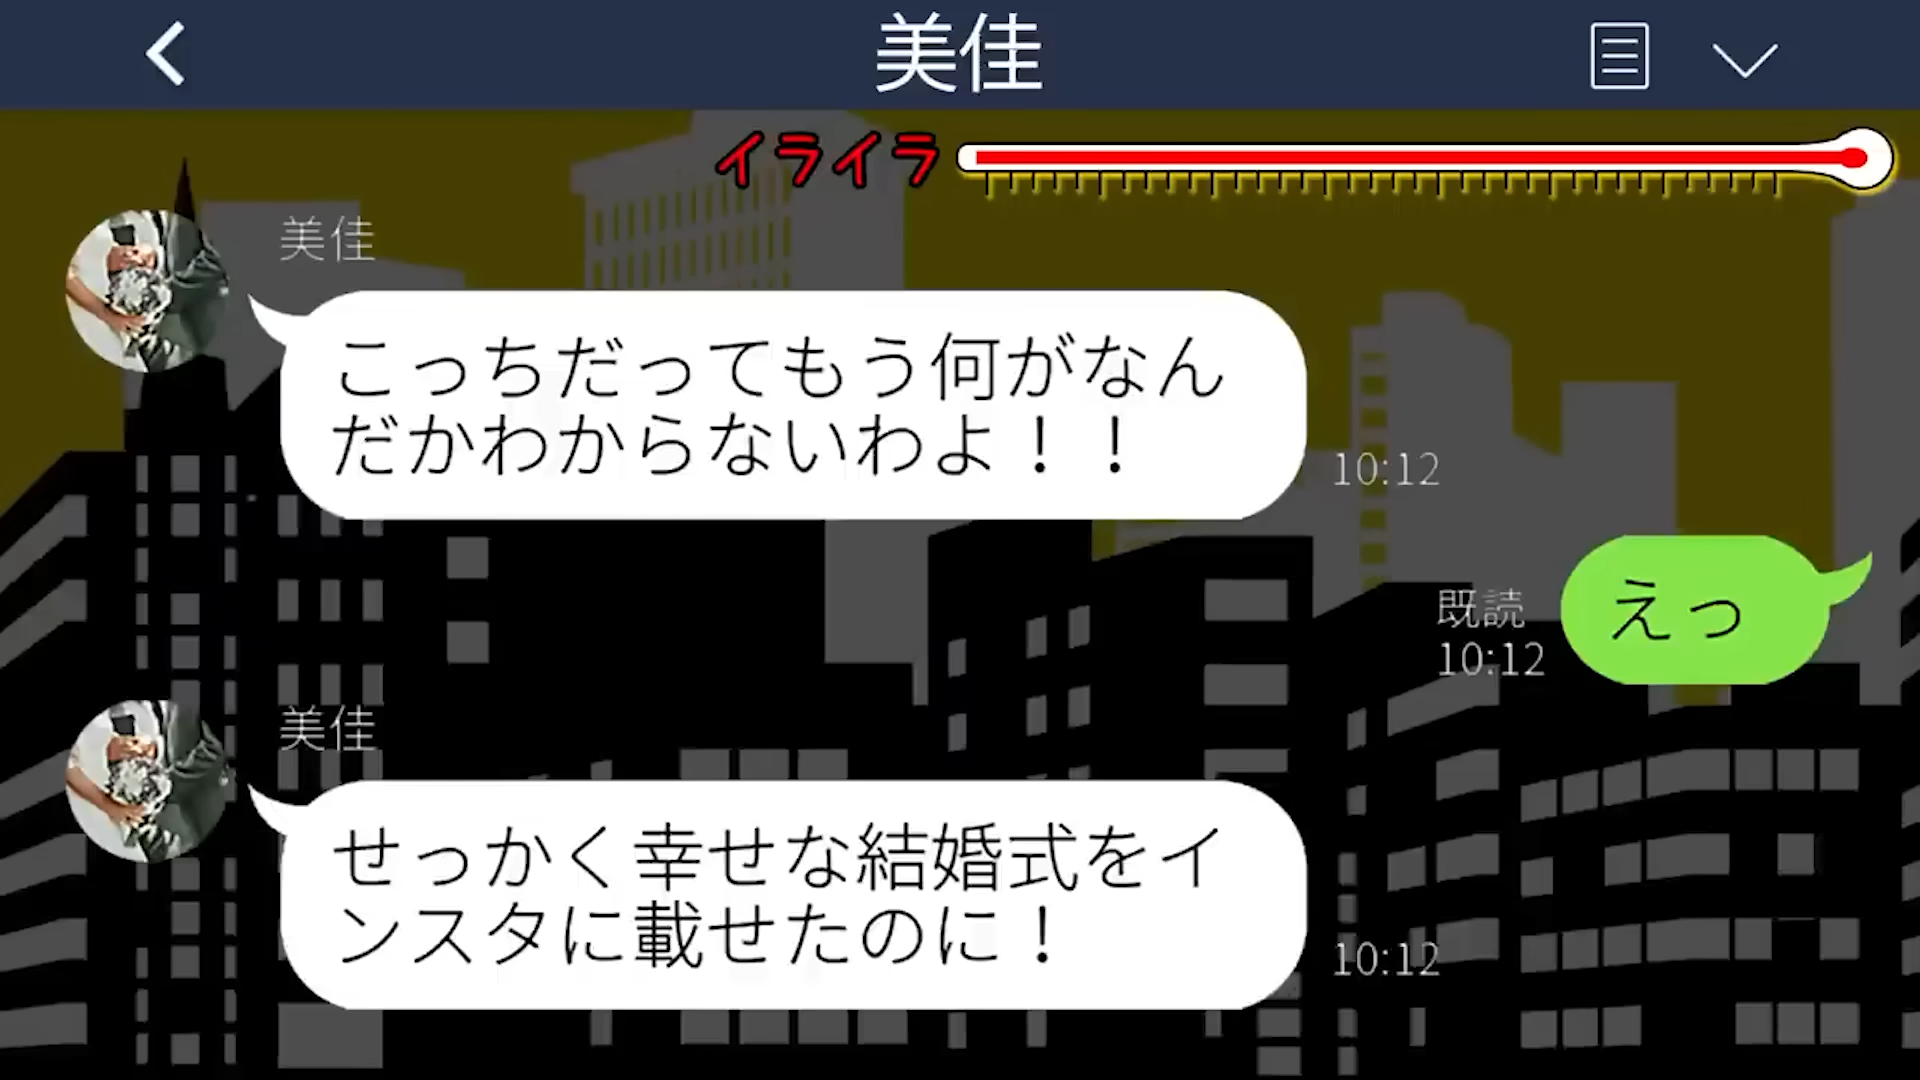 美佳
イライラ
美佳
こっちだってもう何がなん
だかわからないわよ！！
10:12
えっ
既読
10:12
美佳
せっかく幸せな結婚式をイ
ンスタに載せたのに！
10:12